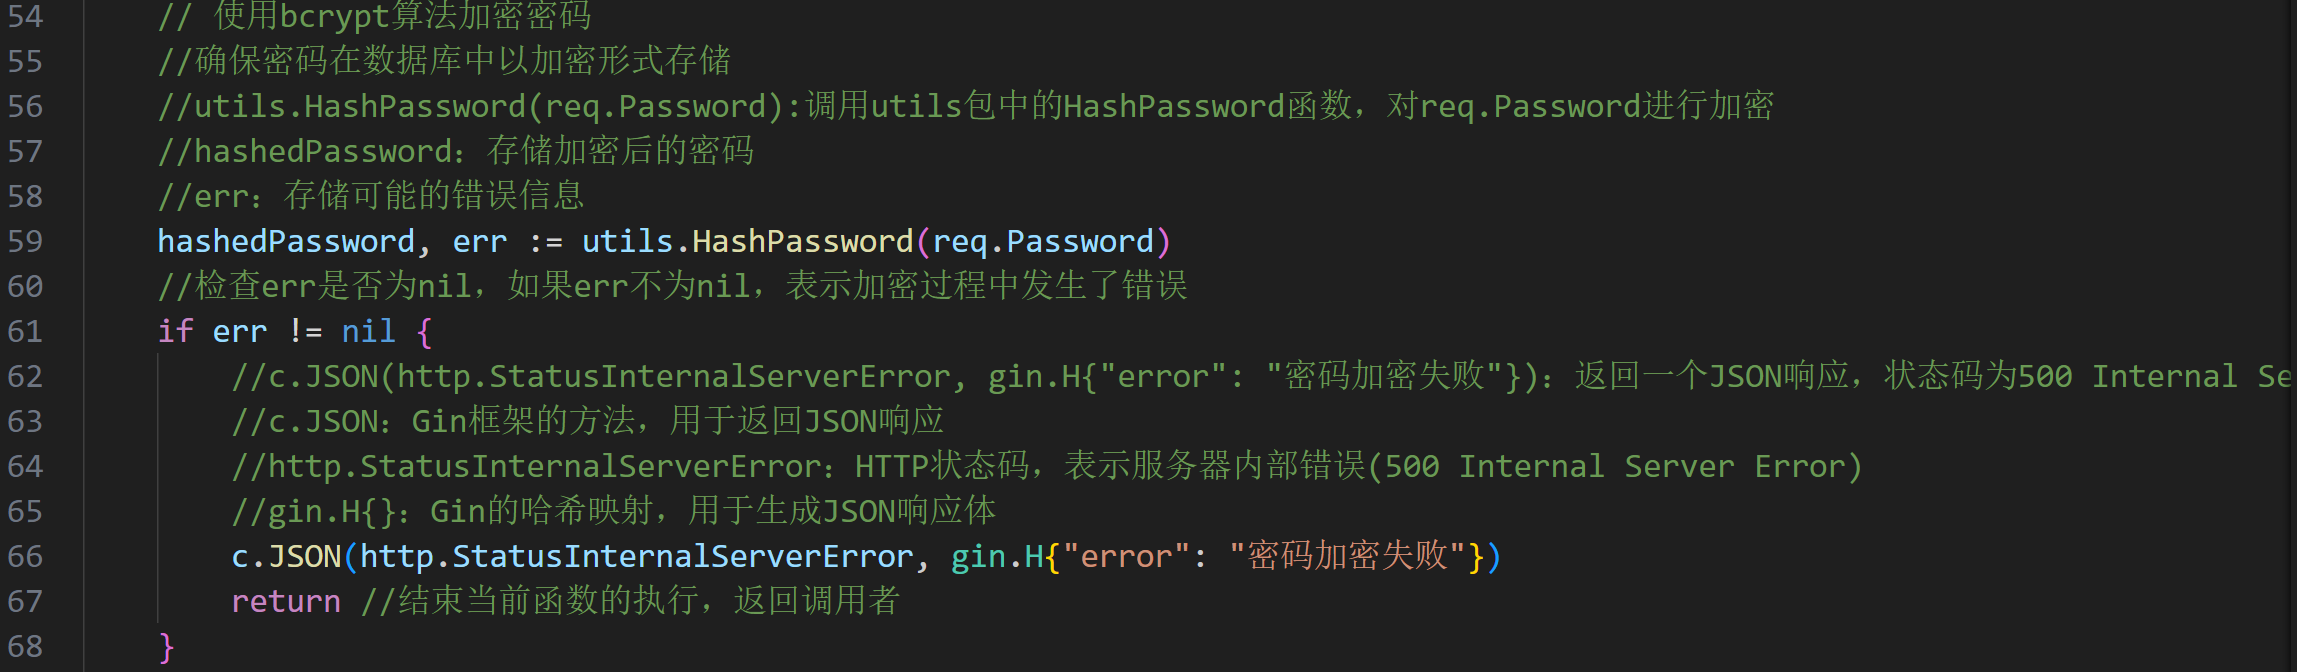 54 // 使用bcrypt算法加密密码
55 //确保密码在数据库中以加密形式存储
56 //utils.HashPassword(req.Password):调用utils包中的HashPassword函数，对req.Password进行加密
57 //hashedPassword：存储加密后的密码
58 //err：存储可能的错误信息
59 hashedPassword, err := utils.HashPassword(req.Password)
60 //检查err是否为nil，如果err不为nil，表示加密过程中发生了错误
61 if err != nil {
62 //c.JSON(http.StatusInternalServerError, gin.H{"error": "密码加密失败"})：返回一个JSON响应，状态码为500 Internal Se
63 //c.JSON：Gin框架的方法，用于返回JSON响应
64 //http.StatusInternalServerError：HTTP状态码，表示服务器内部错误(500 Internal Server Error)
65 //gin.H{}：Gin的哈希映射，用于生成JSON响应体
66 c.JSON(http.StatusInternalServerError, gin.H{"error": "密码加密失败"})
67 return //结束当前函数的执行，返回调用者
68 }